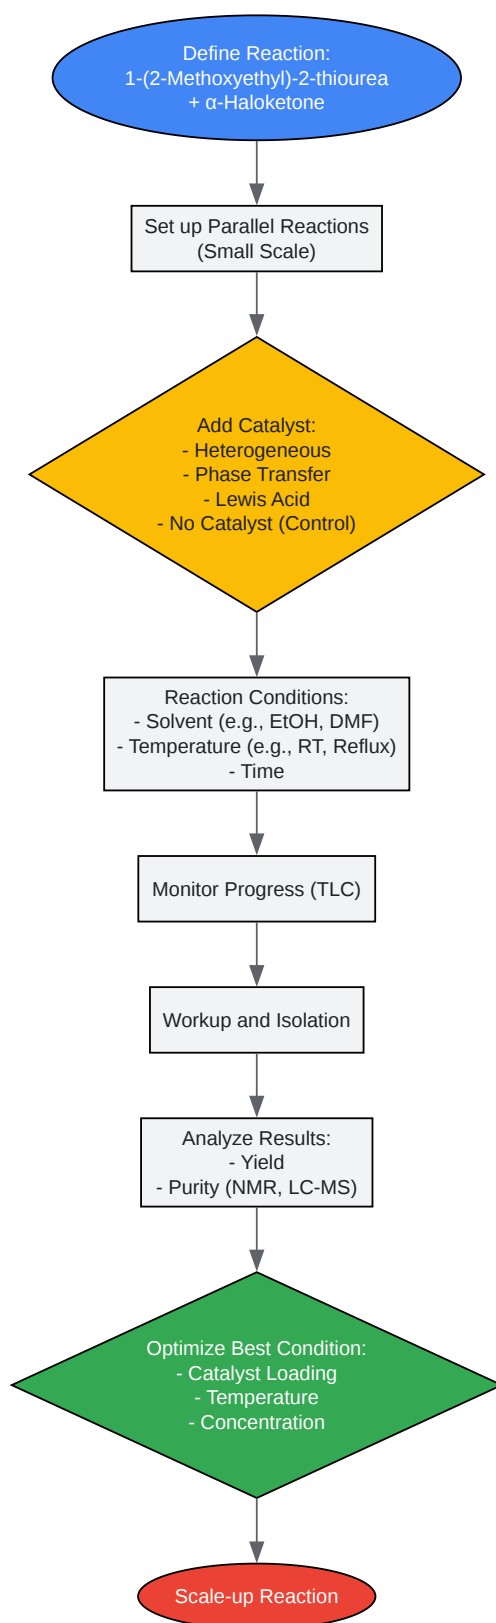 Define Reaction:
1-(2-Methoxyethyl)-2-thiourea
+ α-Haloketone
Set up Parallel Reactions
(Small Scale)
Add Catalyst:
- Heterogeneous
- Phase Transfer
- Lewis Acid
- No Catalyst (Control)
Reaction Conditions:
- Solvent (e.g., EtOH, DMF)
- Temperature (e.g., RT, Reflux)
- Time
Monitor Progress (TLC)
Workup and Isolation
Analyze Results:
- Yield
- Purity (NMR, LC-MS)
Optimize Best Condition:
- Catalyst Loading
- Temperature
- Concentration
Scale-up Reaction